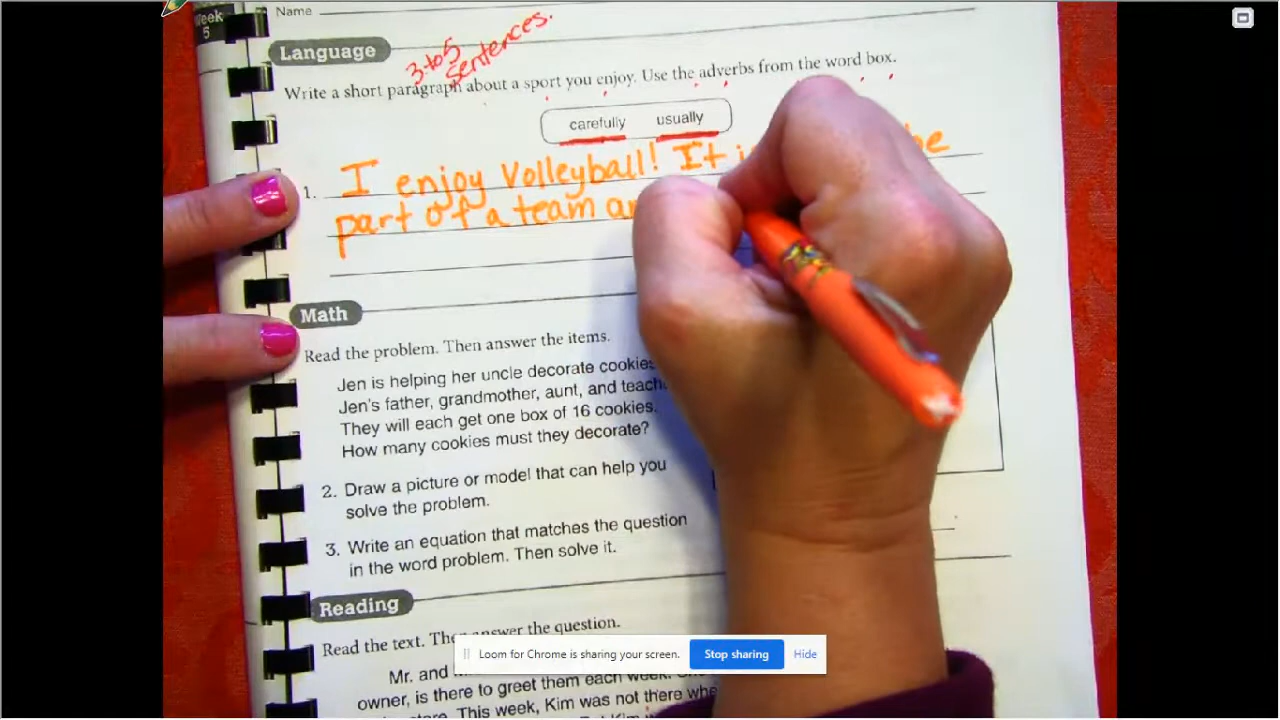 Week
5
Name
Language
3-to-5
sentences.
Write a short paragraph about a sport you enjoy. Use the adverbs from the word box.
carefully usually
1. I enjoy Volleyball! It be
part of a team
Math
Read the problem. Then answer the items.
Jen is helping her uncle decorate cookies
Jen's father, grandmother, aunt, and
They will each get one box of 16 cookies.
How many cookies must they decorate?
2. Draw a picture or model that can help you
solve the problem.
3. Write an equation that matches the question
in the word problem. Then solve it.
Reading
Read the text. Then answer the question.
Mr. and
owner, is there to greet them each week.
This week, Kim was not there
Loom for Chrome is sharing your screen. Stop sharing Hide